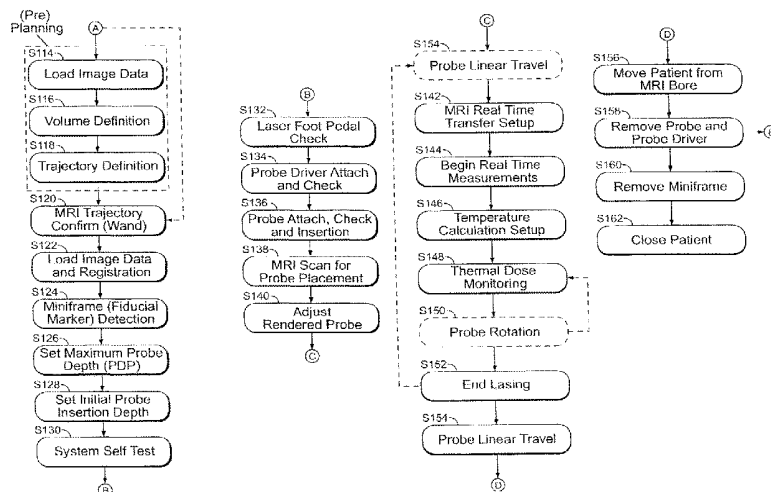 (Pre)
Planning
A
S114
Load Image Data
S116
Volume Definition
S118
Trajectory Definition
S120
MRI Trajectory
Confirm (Wand)
S122
Load Image Data
and Registration
S124
Miniframe (Fiducial
Marker) Detection
S126
Set Maximum Probe
Depth (PDP)
S128
Set Initial Probe
Insertion Depth
S130
System Self Test
B
B
S132
Laser Foot Pedal
Check
S134
Probe Driver Attach
and Check
S136
Probe Attach, Check
and Insertion
S138
MRI Scan for
Probe Placement
S140
Adjust
Rendered Probe
C
C
S154
Probe Linear Travel
S142
MRI Real Time
Transfer Setup
S144
Begin Real Time
Measurements
S146
Temperature
Calculation Setup
S148
Thermal Dose
Monitoring
S150
Probe Rotation
S152
End Lasing
S154
Probe Linear Travel
D
D
S156
Move Patient from
MRI Bore
S158
Remove Probe and
Probe Driver
S160
Remove Miniframe
S162
Close Patient